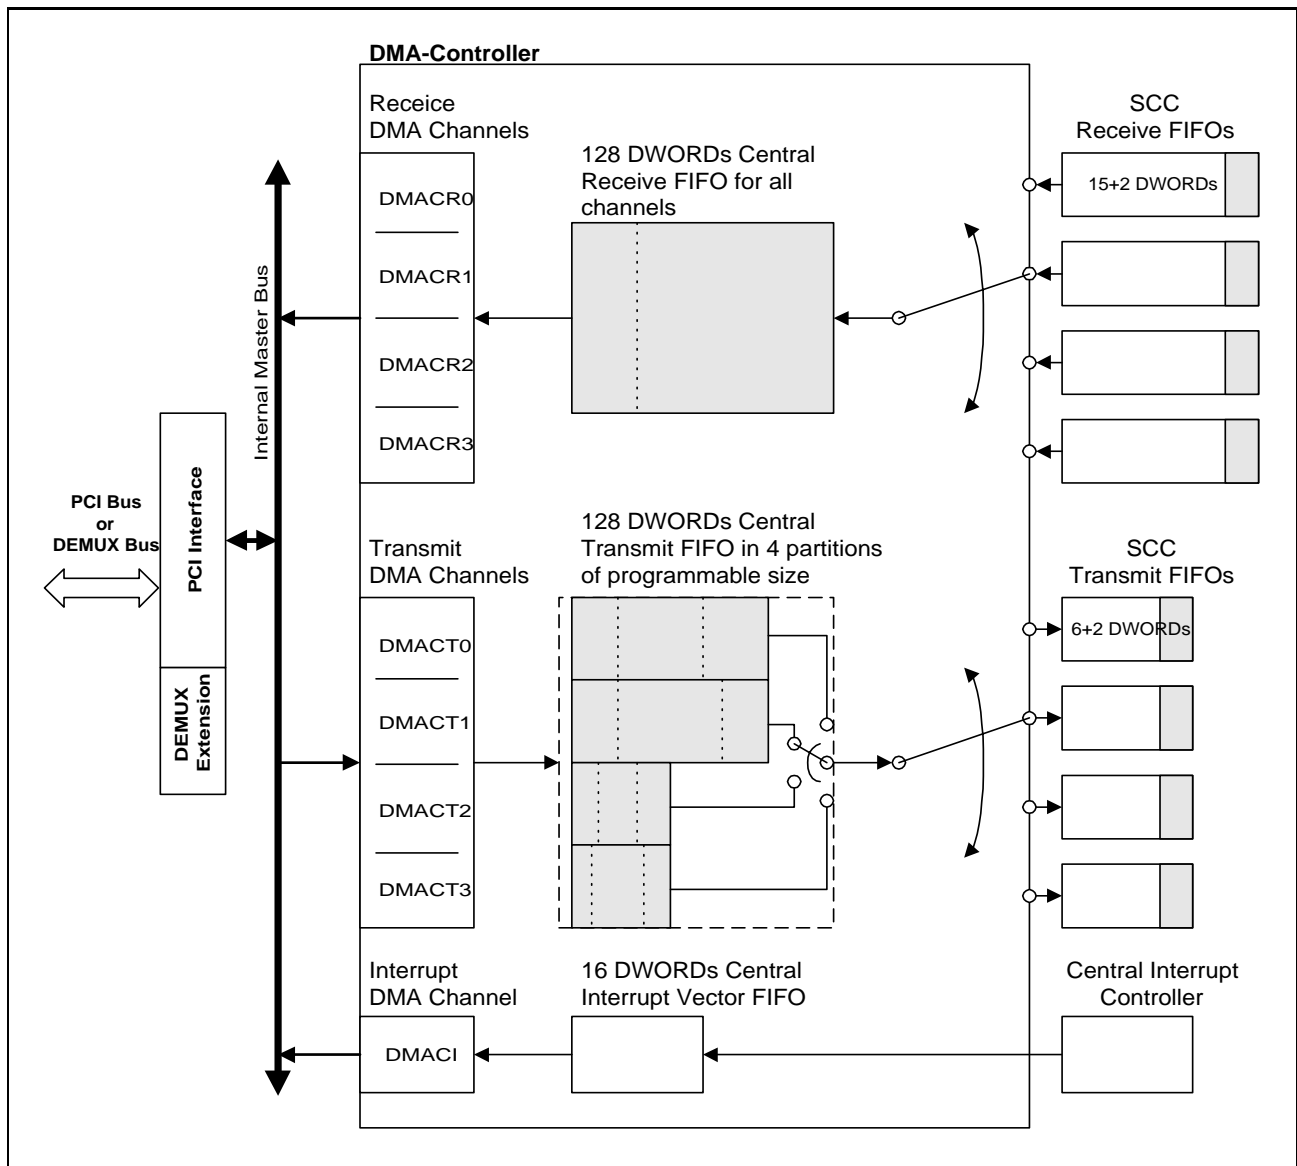 DMA-Controller
Receice
DMA Channels
SCC
Receive FIFOs
128 DWORDs Central
Receive FIFO for all
channels
15+2 DWORDs
DMACR0
DMACR1
DMACR2
DMACR3
Internal Master Bus
PCI Bus
or
DEMUX Bus
PCI Interface
DEMUX
Extension
Transmit
DMA Channels
128 DWORDs Central
Transmit FIFO in 4 partitions
of programmable size
SCC
Transmit FIFOs
6+2 DWORDs
DMACT0
DMACT1
DMACT2
DMACT3
Interrupt
DMA Channel
16 DWORDs Central
Interrupt Vector FIFO
Central Interrupt
Controller
DMACI